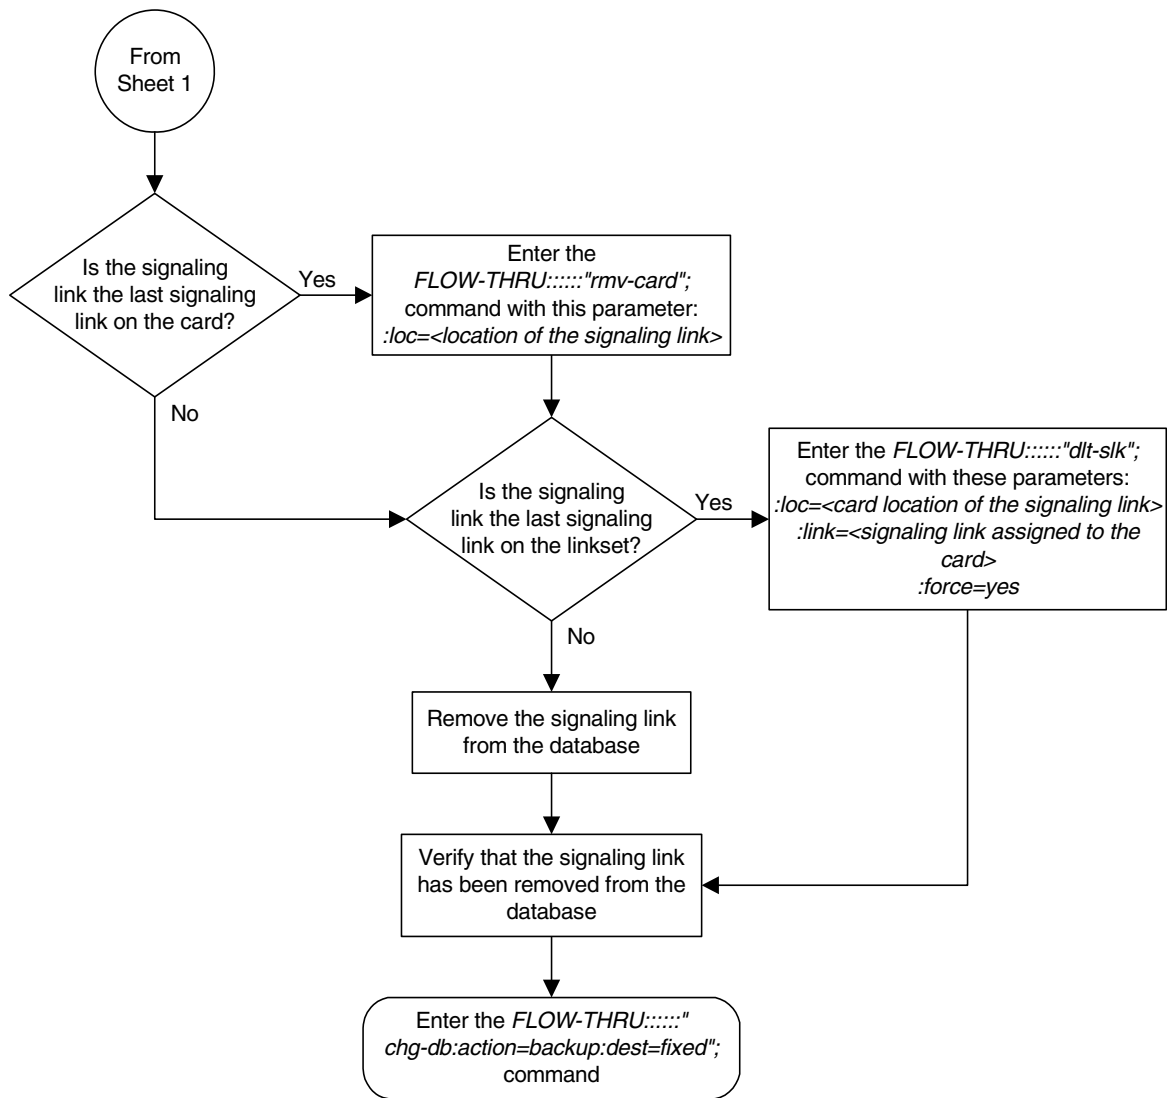 From
Sheet 1
Is the signaling
link the last signaling
link on the card?
Yes
No
Enter the
FLOW-THRU::::::"rmv-card";
command with this parameter:
:loc=<location of the signaling link>
Is the signaling
link the last signaling
link on the linkset?
Yes
No
Enter the FLOW-THRU::::::"dlt-slk";
command with these parameters:
:loc=<card location of the signaling link>
:link=<signaling link assigned to the
card>
:force=yes
Remove the signaling link
from the database
Verify that the signaling link
has been removed from the
database
Enter the FLOW-THRU::::::"
chg-db:action=backup:dest=fixed";
command